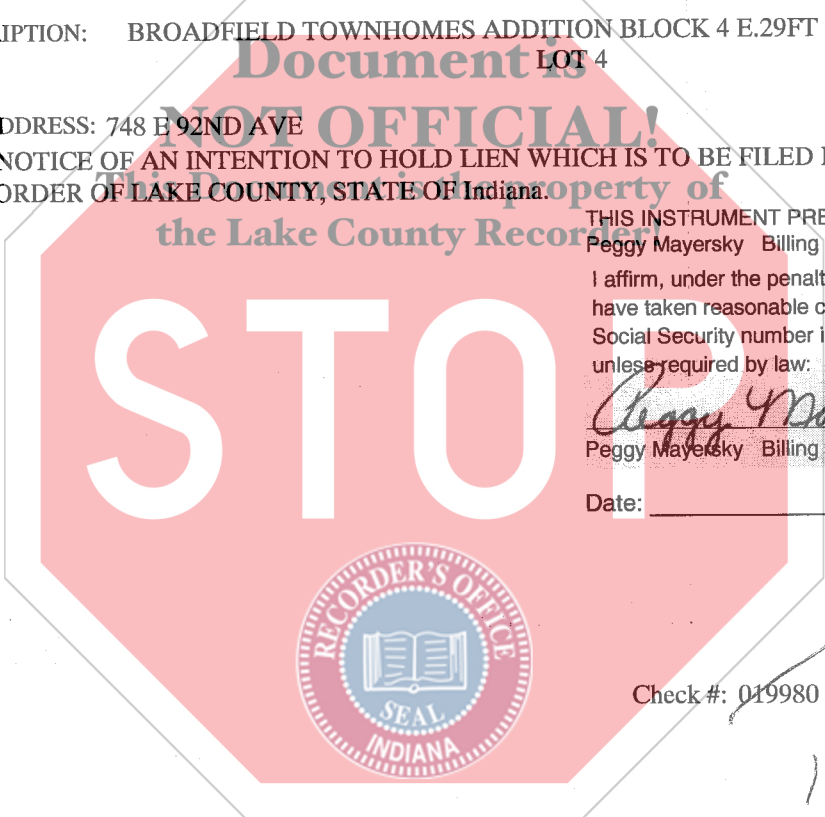 IPTION: BROADFIELD TOWNHOMES ADDITION BLOCK 4 E.29FT
LOT 4
Document is
DDRESS: 748 E 92ND AVE
NOT OFFICIAL!
NOTICE OF AN INTENTION TO HOLD LIEN WHICH IS TO BE FILED
ORDER OF LAKE COUNTY, STATE OF Indiana.
This Document is the property of
the Lake County Recorder!
THIS INSTRUMENT PRE
Peggy Mayersky Billing
I affirm, under the penalt
have taken reasonable c
Social Security number i
unless required by law:
STOP
Peggy Ma
Peggy Mayersky Billing
Date:
RECORDER'S OFFICE
SEAL
INDIANA
Check #: 019980